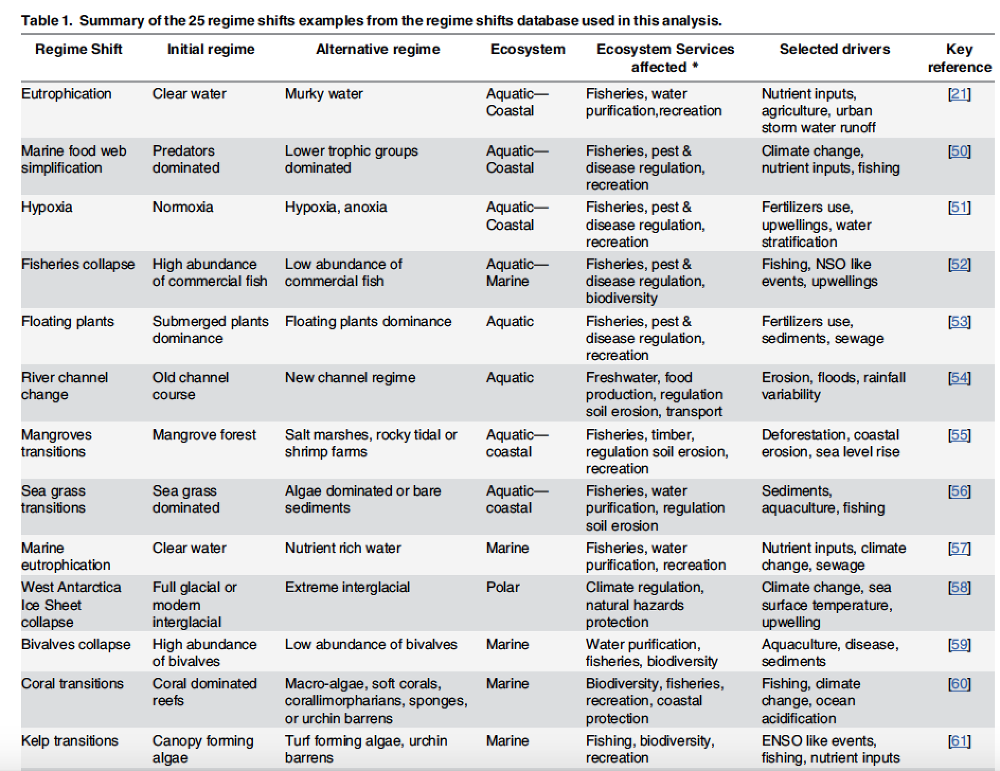 Table 1. Summary of the 25 regime shifts examples from the regime shifts database used in this analysis.
Regime Shift Initial regime Alternative regime Ecosystem Ecosystem Services affected * Selected drivers Key reference
Eutrophication Clear water Murky water Aquatic— Fisheries, water Nutrient inputs, [21]
Coastal purification,recreation agriculture, urban
storm water runoff
Marine food web Predators Lower trophic groups Aquatic— Fisheries, pest & Climate change, [50]
simplification dominated dominated Coastal disease regulation, nutrient inputs, fishing
recreation
Hypoxia Normoxia Hypoxia, anoxia Aquatic— Fisheries, pest & Fertilizers use, [51]
Coastal disease regulation, upwellings, water
recreation stratification
Fisheries collapse High abundance Low abundance of Aquatic— Fisheries, pest & Fishing, NSO like [52]
of commercial fish commercial fish Marine disease regulation, events, upwellings
biodiversity
Floating plants Submerged plants Floating plants dominance Aquatic Fisheries, pest & Fertilizers use, [53]
dominance disease regulation, sediments, sewage
recreation
River channel Old channel New channel regime Aquatic Freshwater, food Erosion, floods, rainfall [54]
change course production, regulation variability
soil erosion, transport
Mangroves Mangrove forest Salt marshes, rocky tidal or Aquatic— Fisheries, timber, Deforestation, coastal [55]
transitions shrimp farms coastal regulation soil erosion, erosion, sea level rise
recreation
Sea grass Sea grass Algae dominated or bare Aquatic— Fisheries, water Sediments, [56]
transitions dominated sediments coastal purification, regulation aquaculture, fishing
soil erosion
Marine Clear water Nutrient rich water Marine Fisheries, water Nutrient inputs, climate [57]
eutrophication purification, recreation change, sewage
West Antarctica Full glacial or Extreme interglacial Polar Climate regulation, Climate change, sea [58]
Ice Sheet modern natural hazards surface temperature,
collapse interglacial protection upwelling
Bivalves collapse High abundance Low abundance of bivalves Marine Water purification, Aquaculture, disease, [59]
of bivalves fisheries, biodiversity sediments
Coral transitions Coral dominated Macro-algae, soft corals, Marine Biodiversity, fisheries, Fishing, climate [60]
reefs corallimorpharians, sponges, recreation, coastal change, ocean
or urchin barrens protection acidification
Kelp transitions Canopy forming Turf forming algae, urchin Marine Fishing, biodiversity, ENSO like events, [61]
algae barrens recreation fishing, nutrient inputs